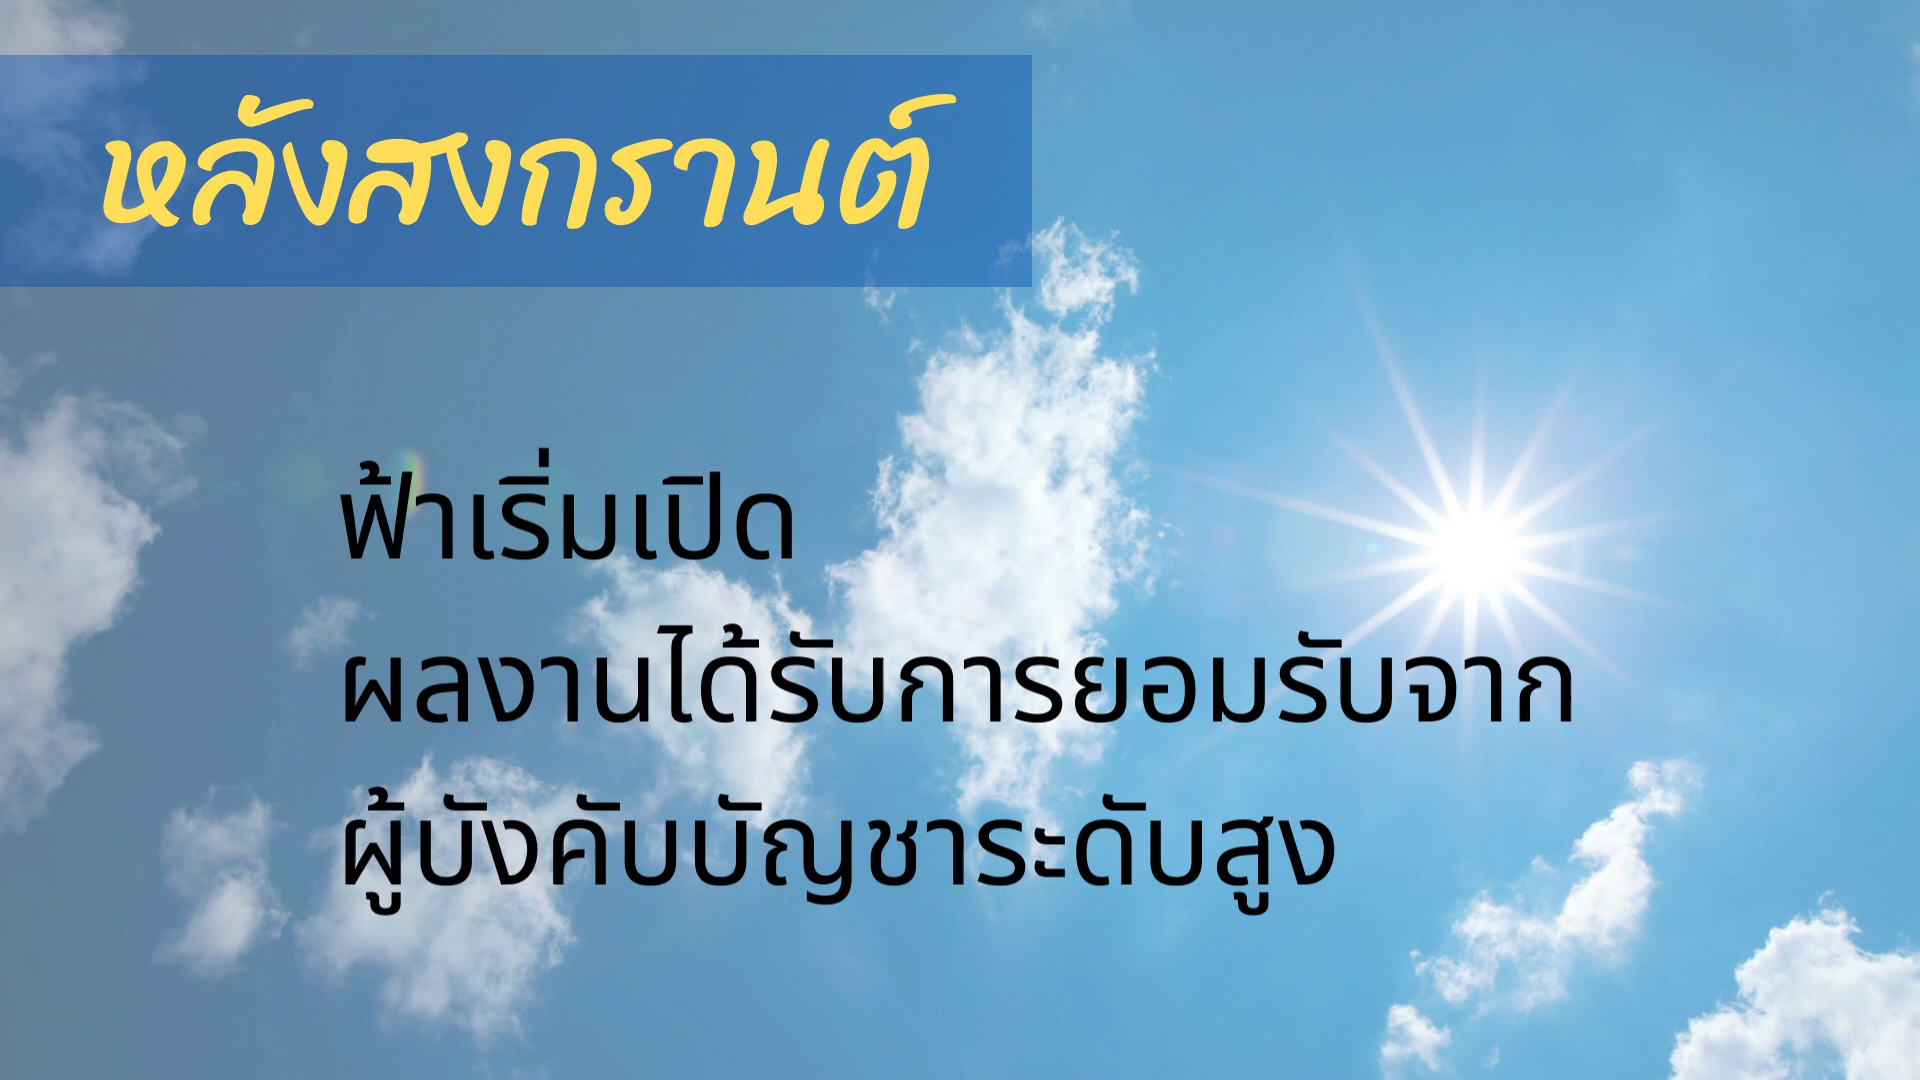 หลังสงกรานต์
ฟ้าเริ่มเปิด
ผลงานได้รับการยอมรับจาก
ผู้บังคับบัญชาระดับสูง